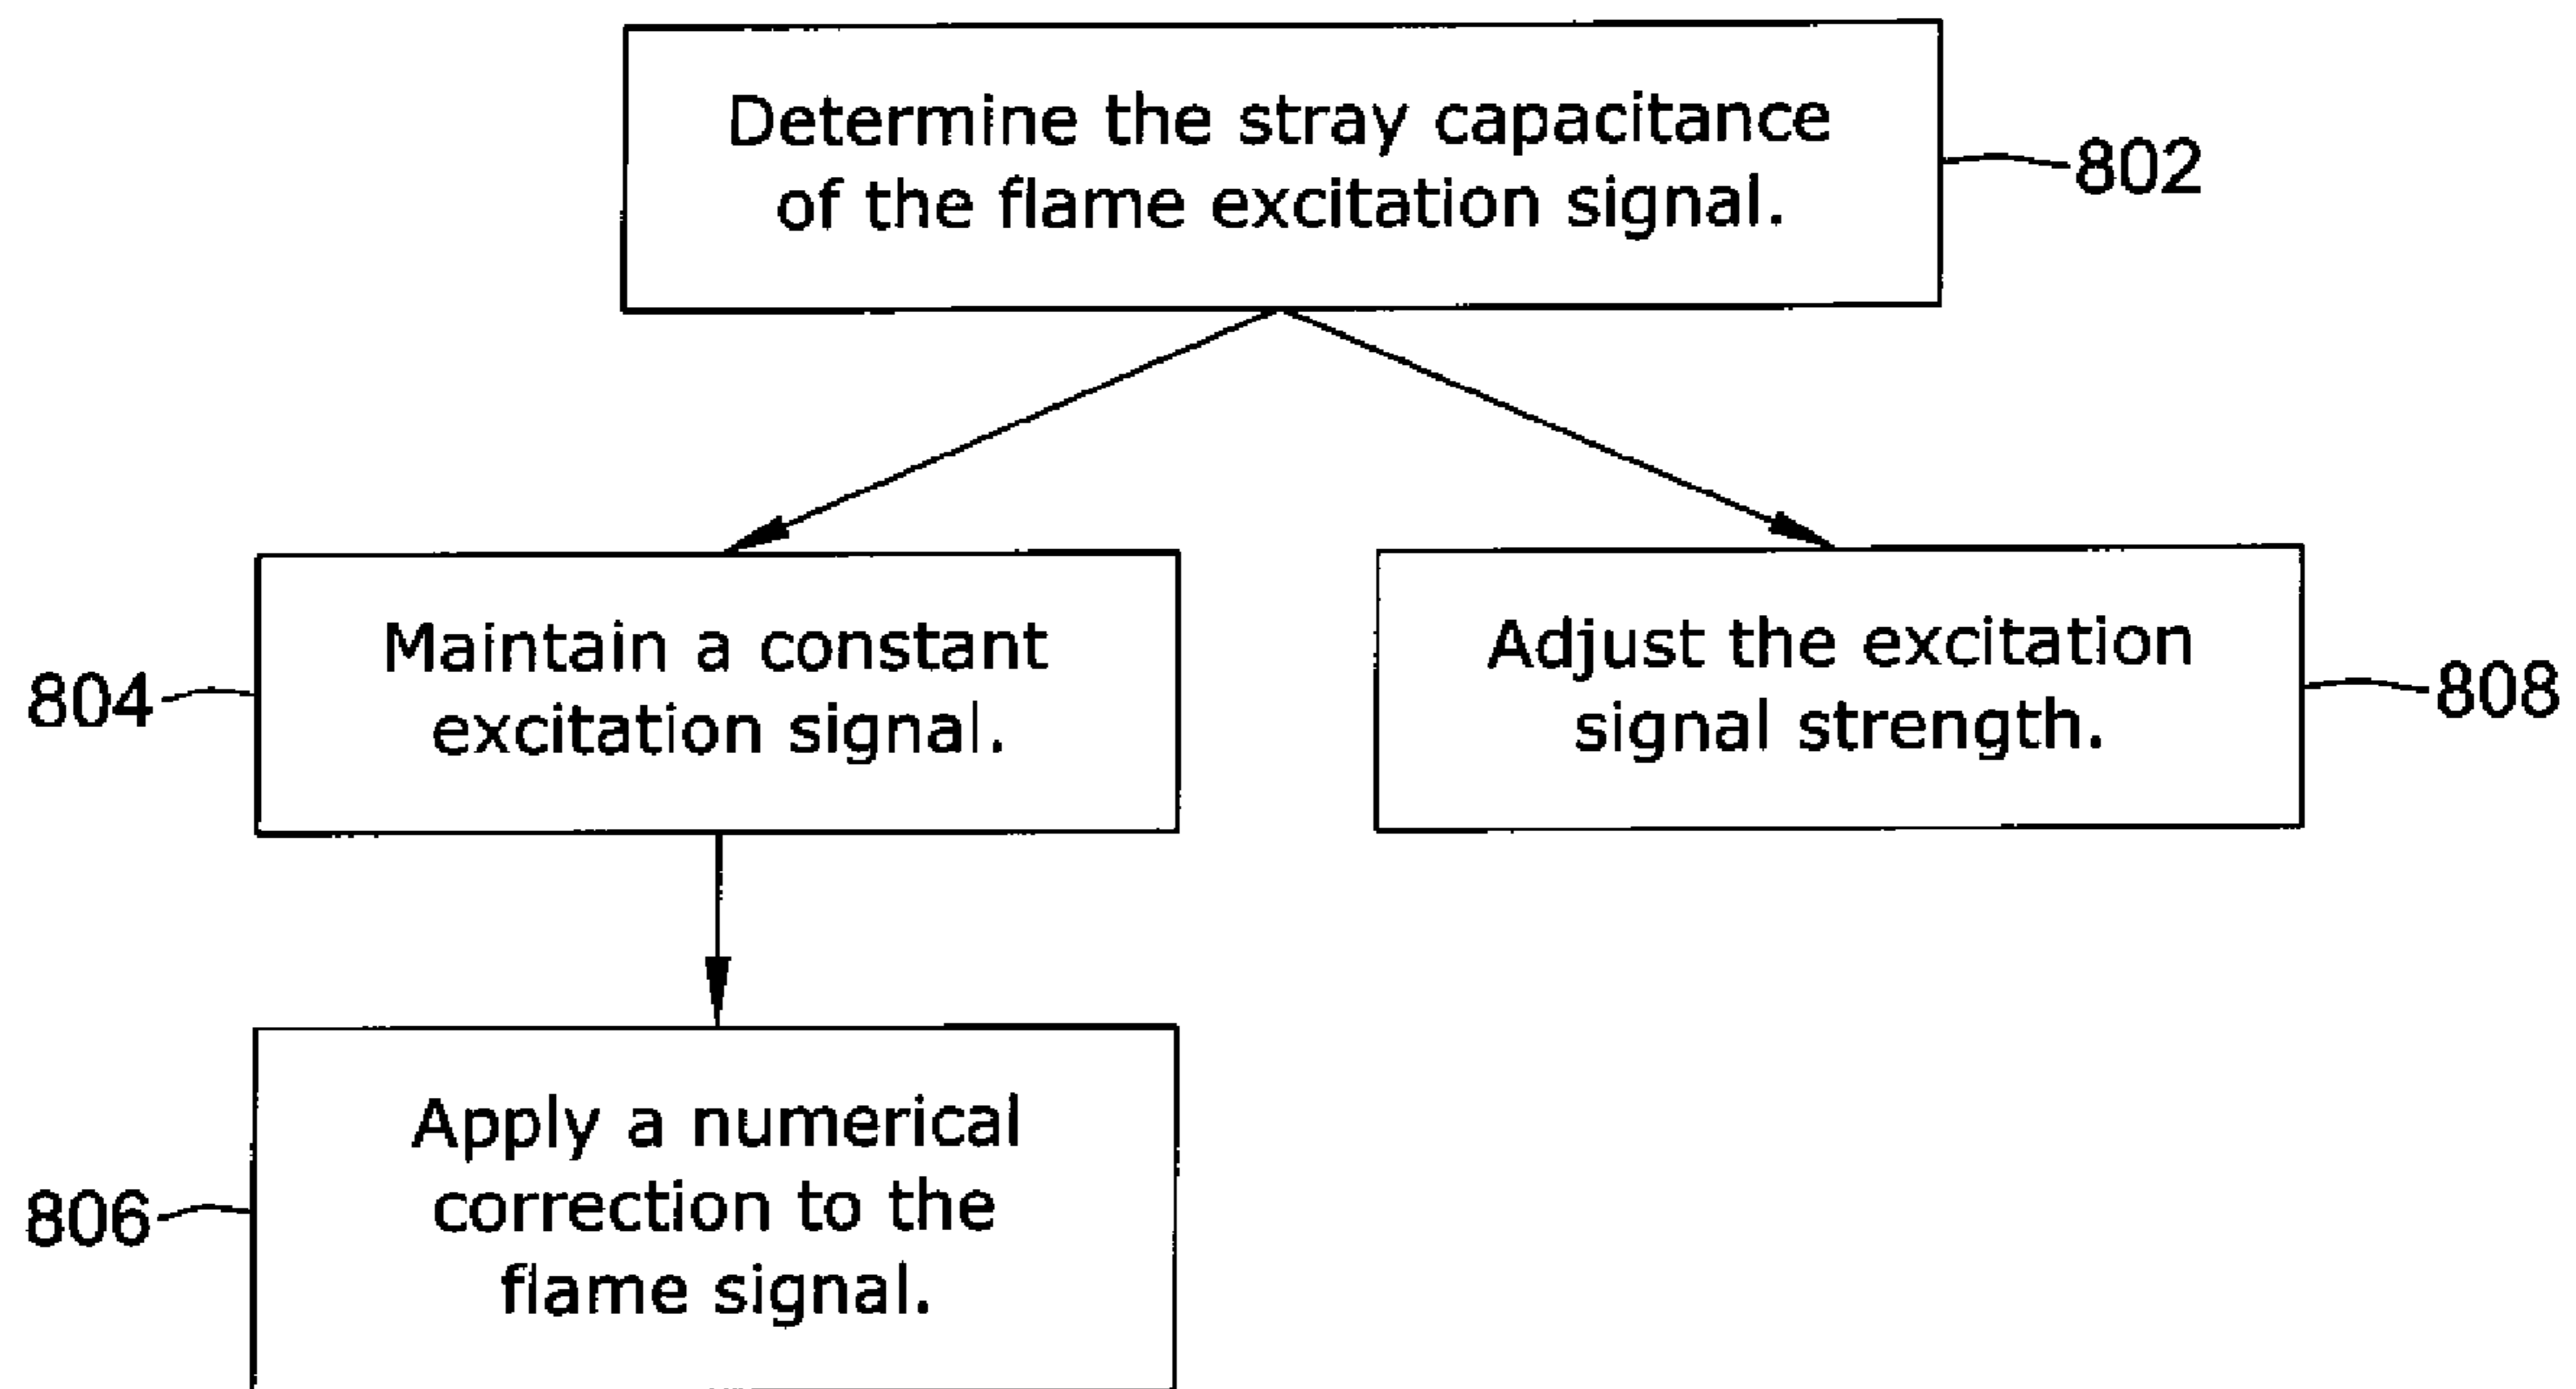 Determine the stray capacitance
of the flame excitation signal.
802
Maintain a constant
excitation signal.
804
Adjust the excitation
signal strength.
808
Apply a numerical
correction to the
flame signal.
806